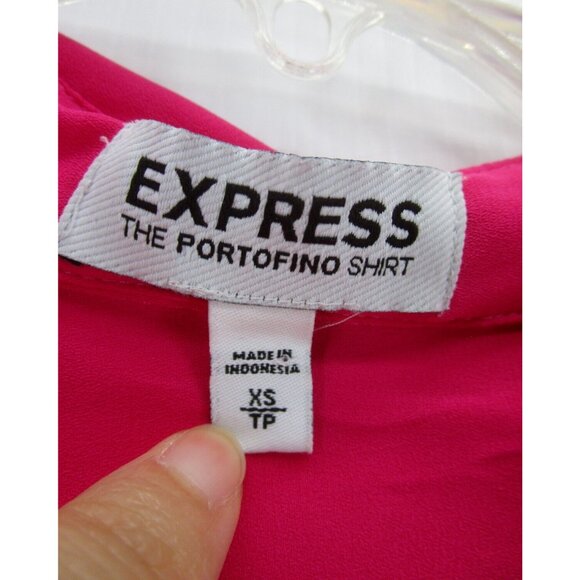 EXPRESS
THE PORTOFINO SHIRT
MADE IN
INDONESIA
XS
TP